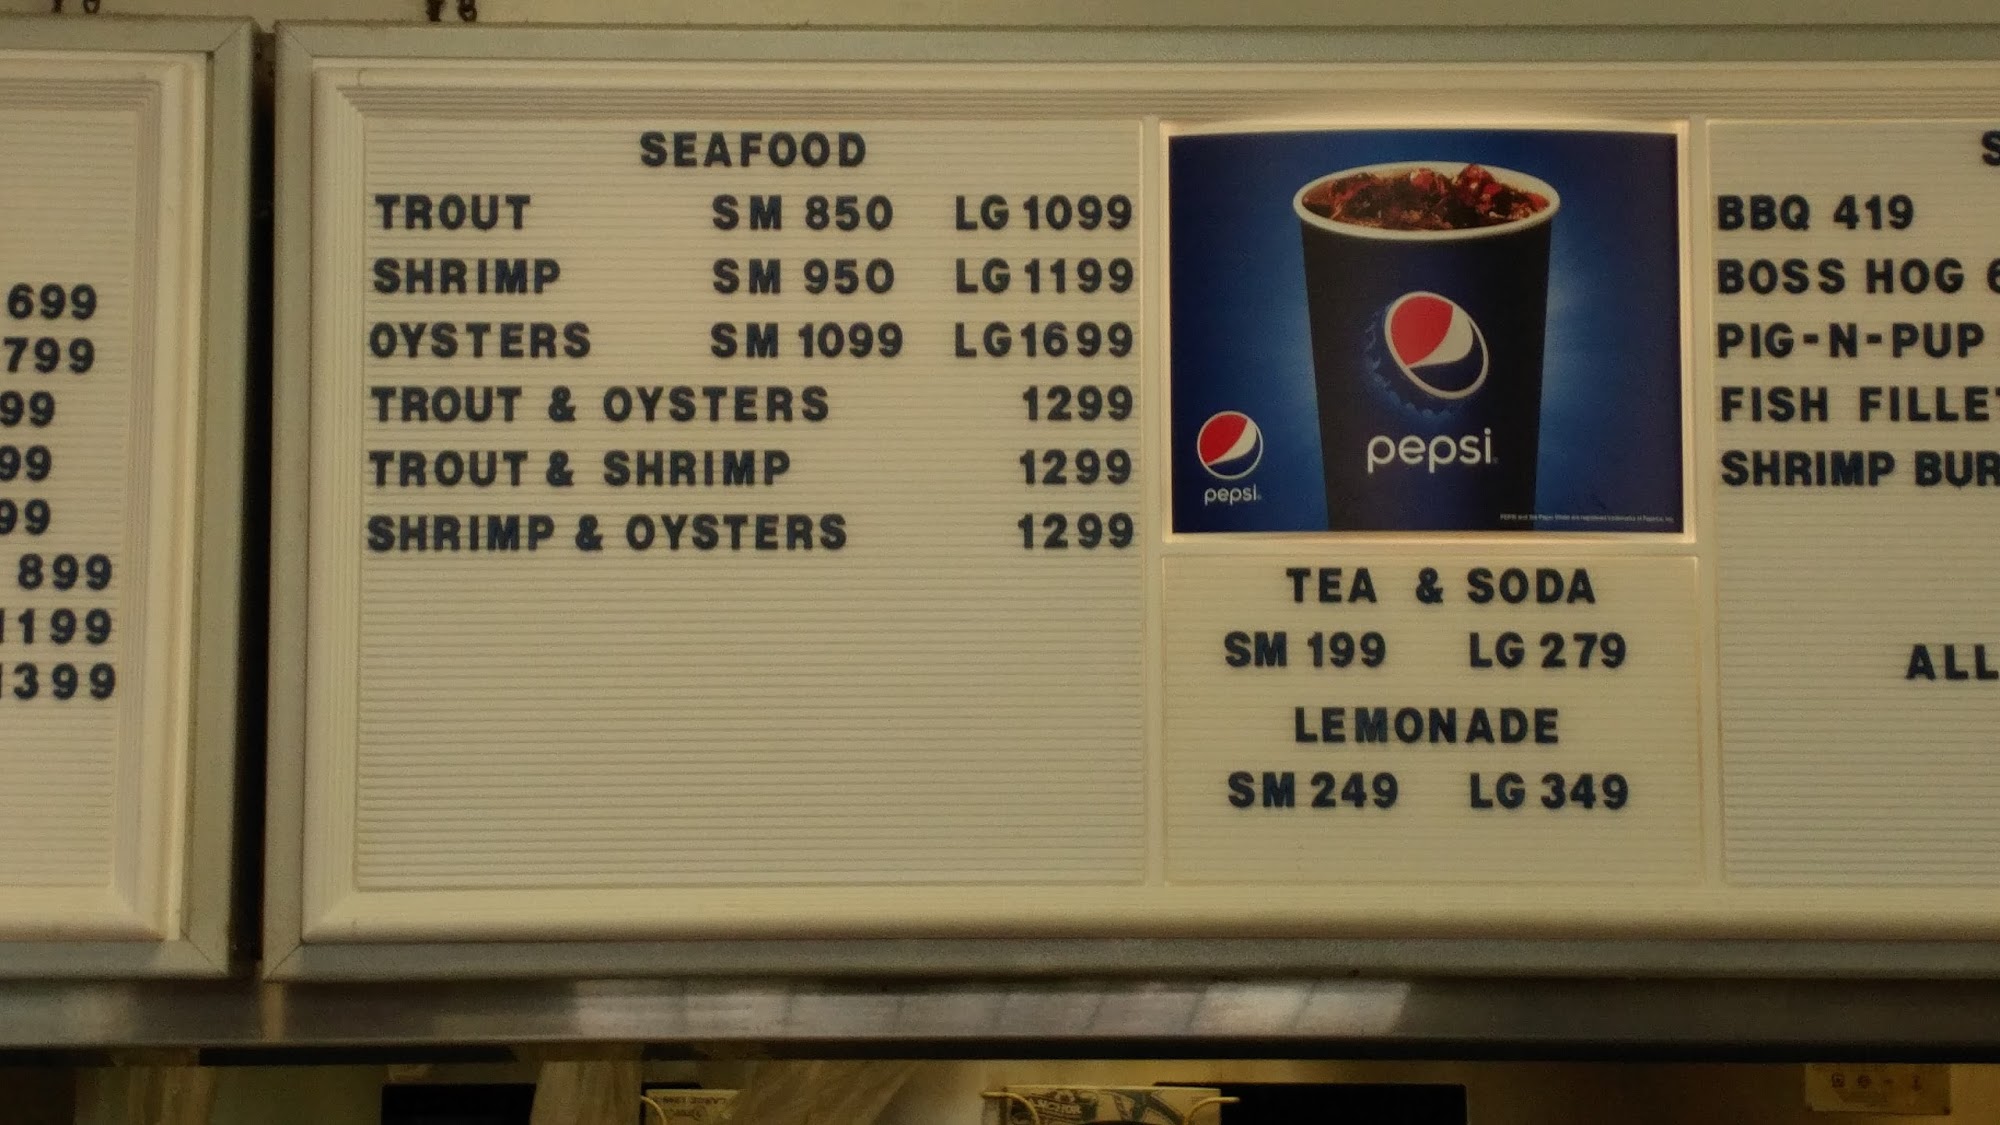 699
799
99
99
99
899
1199
1399
SEAFOOD
TROUT SM 850 LG 1099
SHRIMP SM 950 LG 1199
OYSTERS SM 1099 LG 1699
TROUT & OYSTERS 1299
TROUT & SHRIMP 1299
SHRIMP & OYSTERS 1299
pepsi
pepsi
TEA & SODA
SM 199 LG 279
LEMONADE
SM 249 LG 349
BBQ 419
BOSS HOG
PIG-N-PUP
FISH FILLET
SHRIMP BUR
ALL